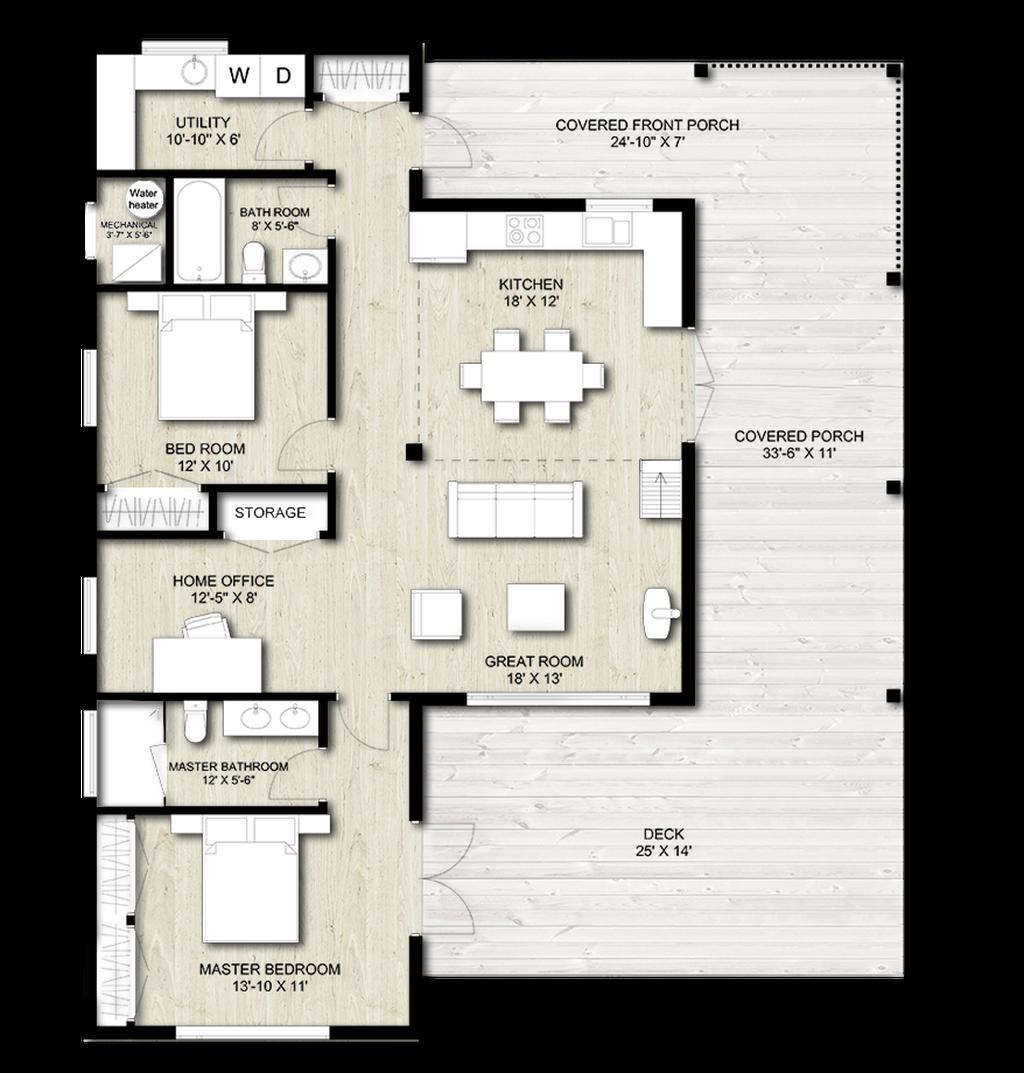 W D
UTILITY
10'-10" X 6'
COVERED FRONT PORCH
24'-10" X 7'
Water
heater
MECHANICAL
3'-7" X 5'-6"
BATH ROOM
8' X 5'-6"
KITCHEN
18' X 12'
BED ROOM
12' X 10'
COVERED PORCH
33'-6" X 11'
STORAGE
HOME OFFICE
12'-5" X 8'
GREAT ROOM
18' X 13'
MASTER BATHROOM
12' X 5'-6"
DECK
25' X 14'
MASTER BEDROOM
13'-10 X 11'